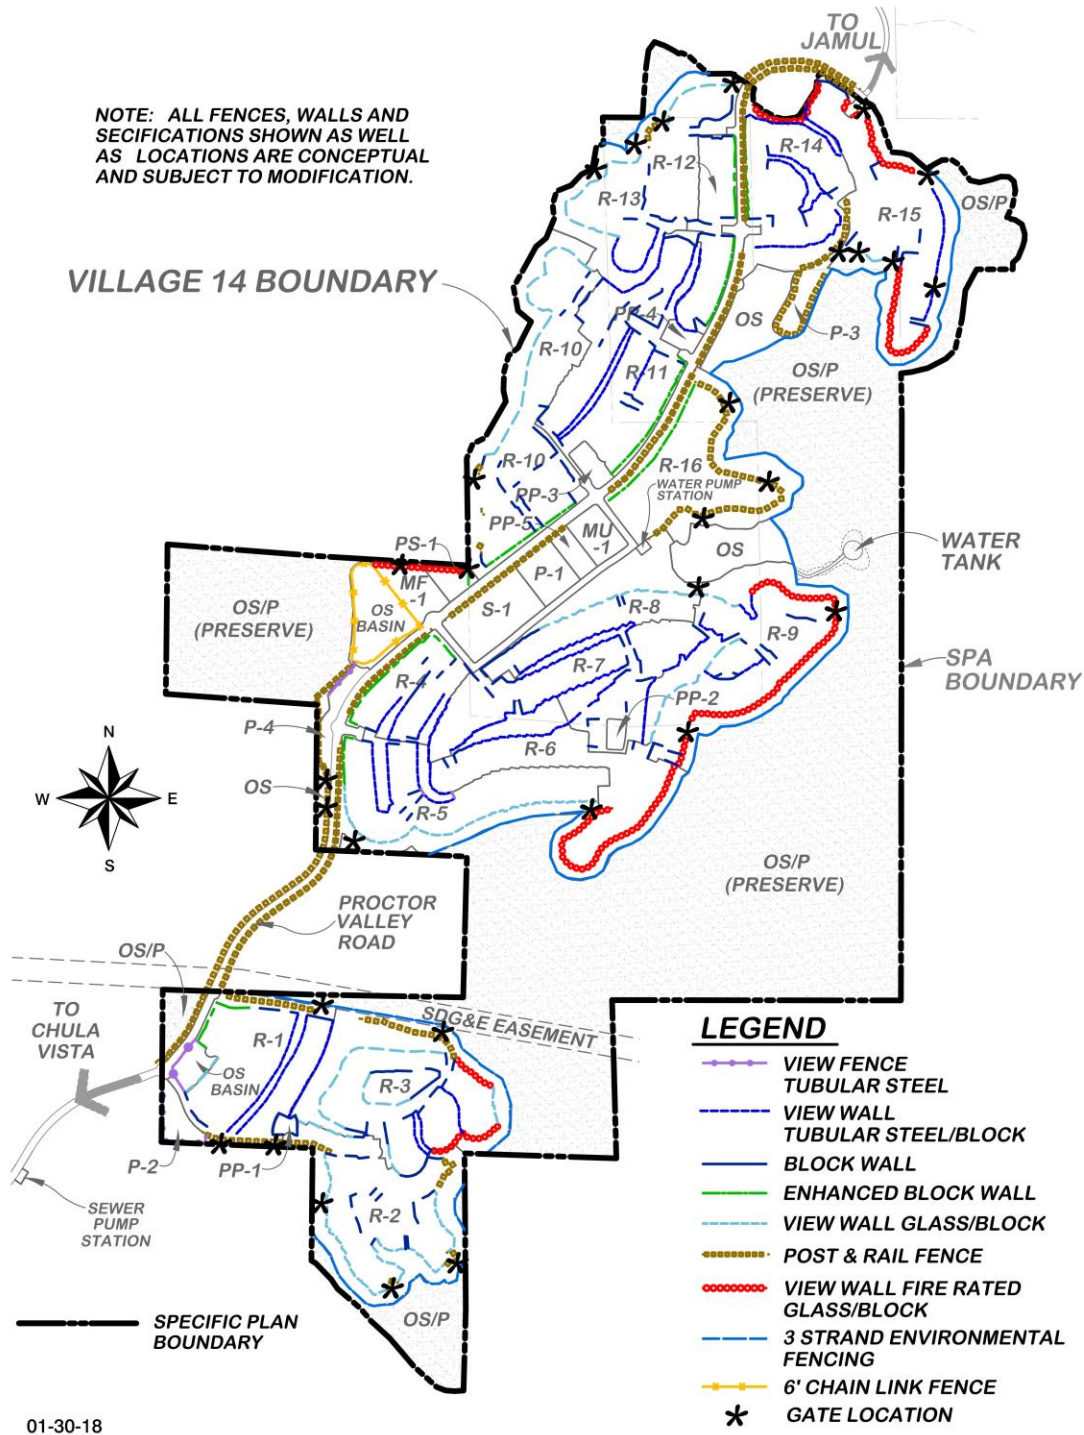 TO
JAMUL
NOTE: ALL FENCES, WALLS AND
SECIFICATIONS SHOWN AS WELL
AS LOCATIONS ARE CONCEPTUAL
AND SUBJECT TO MODIFICATION.
R-14
R-12
R-13
OS/P
R-15
VILLAGE 14 BOUNDARY
PP-4
OS
P-3
R-10
R-11
OS/P
(PRESERVE)
R-10
R-16
PP-3
WATER PUMP
STATION
PP-5
MU
-1
PS-1
OS
WATER
TANK
MF
-1
P-1
OS/P
(PRESERVE)
OS
BASIN
S-1
R-8
R-9
R-7
SPA
BOUNDARY
R-4
PP-2
P-4
R-6
N
W
E
S
OS
R-5
OS/P
(PRESERVE)
PROCTOR
VALLEY
ROAD
OS/P
TO
CHULA
VISTA
SDG&E EASEMENT
R-1
OS
BASIN
R-3
P-2
PP-1
SEWER
PUMP
STATION
R-2
OS/P
SPECIFIC PLAN
BOUNDARY
LEGEND
VIEW FENCE
TUBULAR STEEL
VIEW WALL
TUBULAR STEEL/BLOCK
BLOCK WALL
ENHANCED BLOCK WALL
VIEW WALL GLASS/BLOCK
POST & RAIL FENCE
VIEW WALL FIRE RATED
GLASS/BLOCK
3 STRAND ENVIRONMENTAL
FENCING
6' CHAIN LINK FENCE
GATE LOCATION
01-30-18